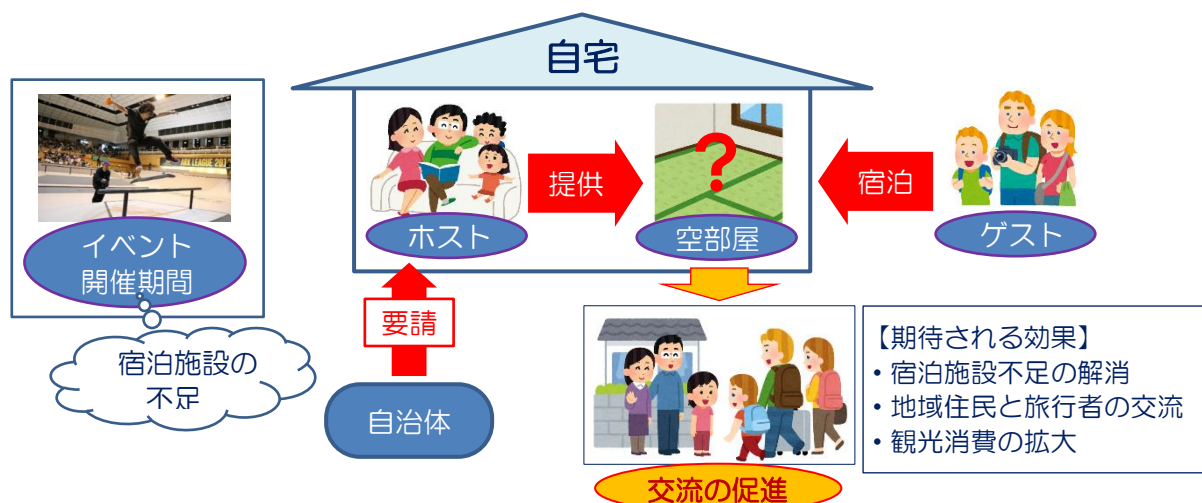 自宅
イベント
開催期間
宿泊施設の
不足
ホスト
提供
?
空部屋
宿泊
ゲスト
要請
自治体
交流の促進
【期待される効果】
・宿泊施設不足の解消
・地域住民と旅行者の交流
・観光消費の拡大
ARK LEAGUE 201